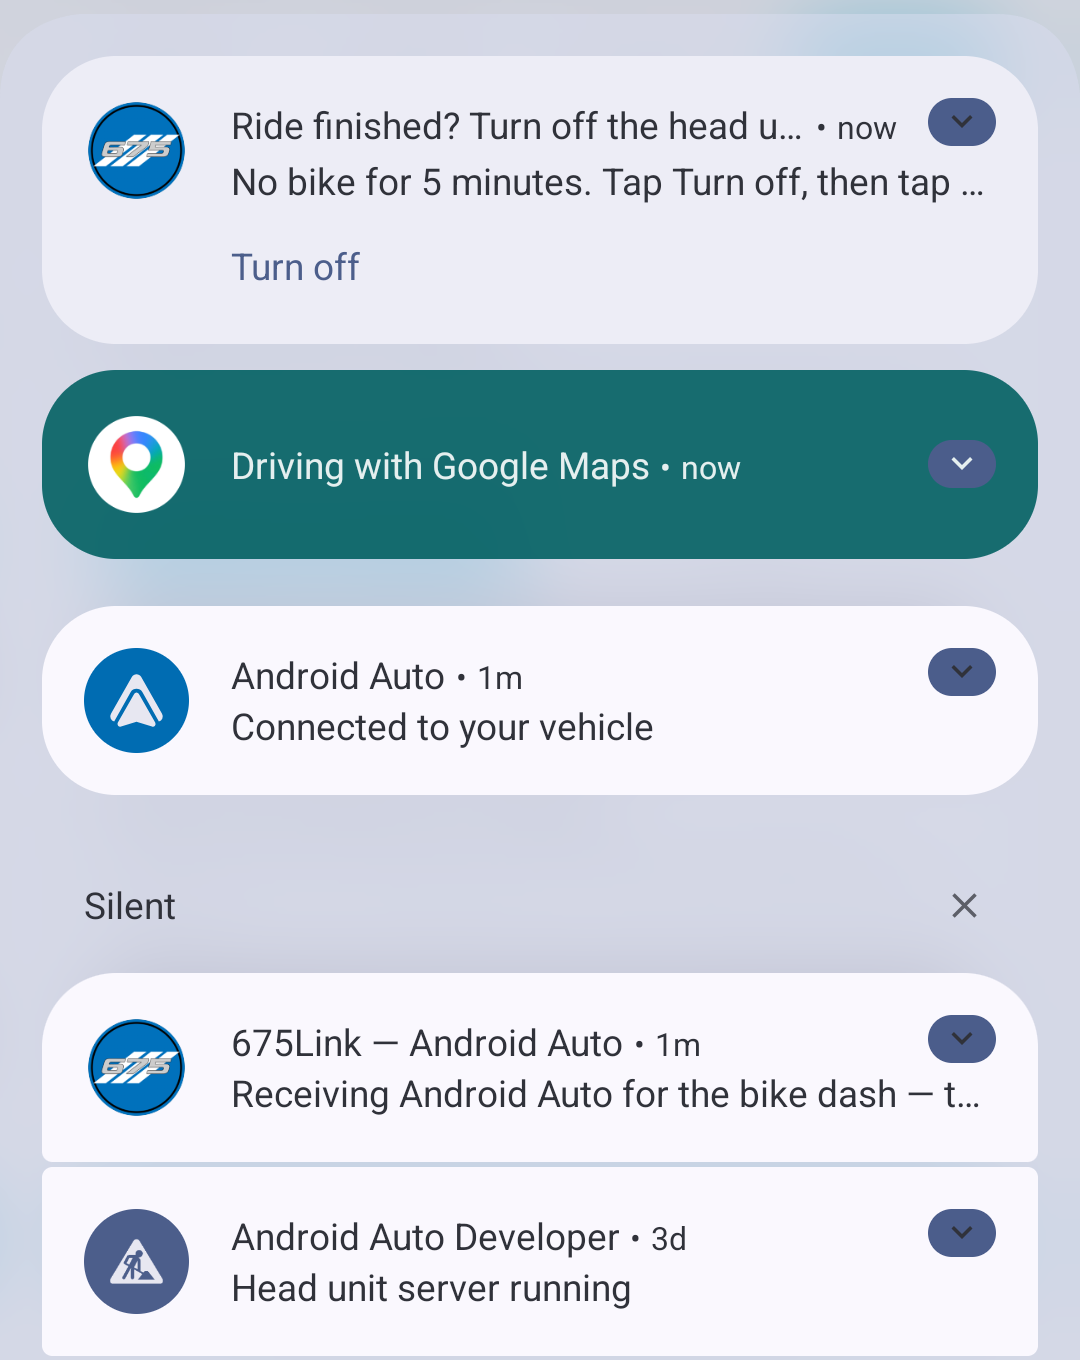 675
Ride finished? Turn off the head u... • now
No bike for 5 minutes. Tap Turn off, then tap ...
Turn off
Driving with Google Maps • now
Android Auto • 1m
Connected to your vehicle
Silent
675
675Link — Android Auto • 1m
Receiving Android Auto for the bike dash — t...
Android Auto Developer • 3d
Head unit server running